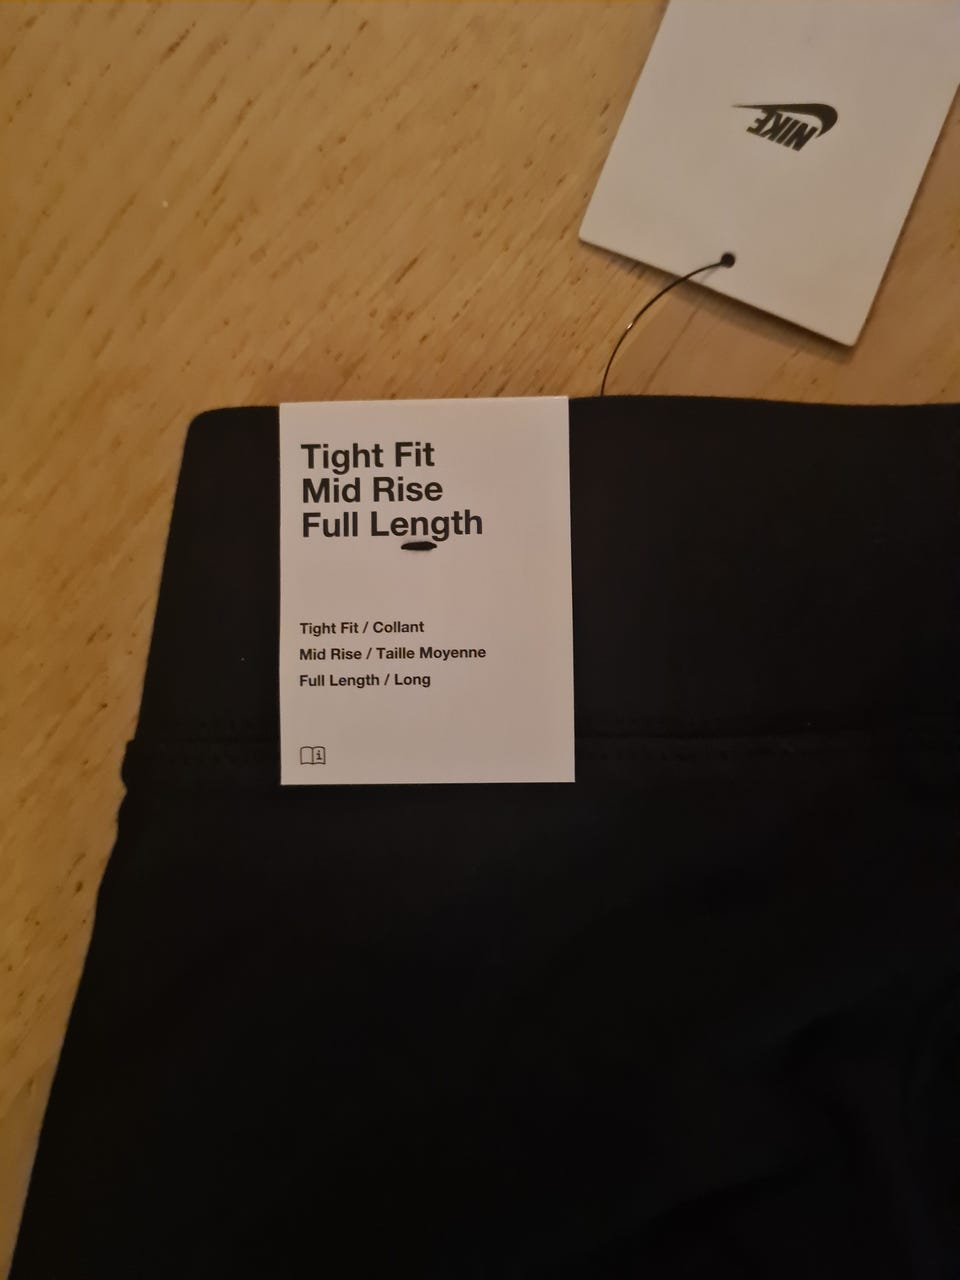 NIKE
Tight Fit
Mid Rise
Full Length
Tight Fit / Collant
Mid Rise / Taille Moyenne
Full Length / Long
i